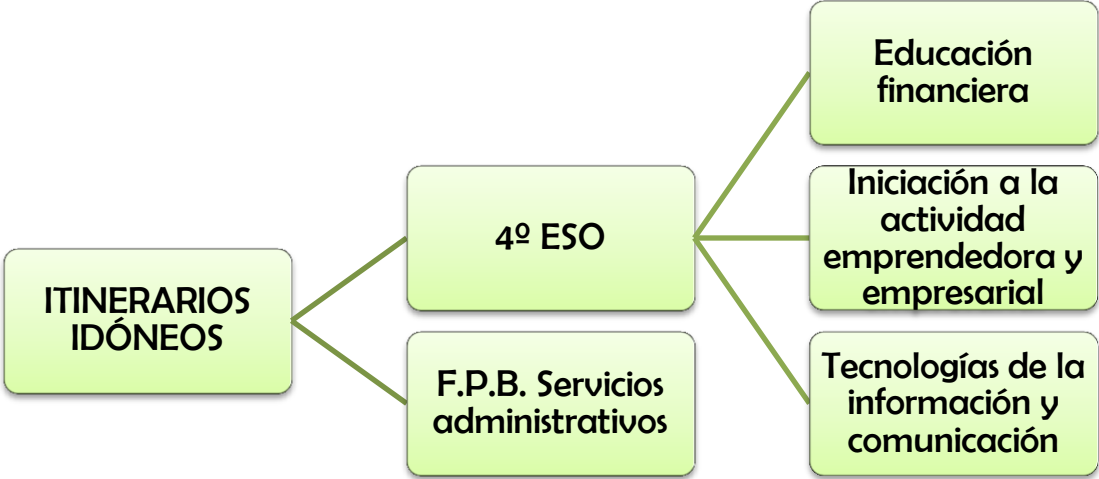 ITINERARIOS
IDÓNEOS
4º ESO
F.P.B. Servicios
administrativos
Educación
financiera
Iniciación a la
actividad
emprendedora y
empresarial
Tecnologías de la
información y
comunicación